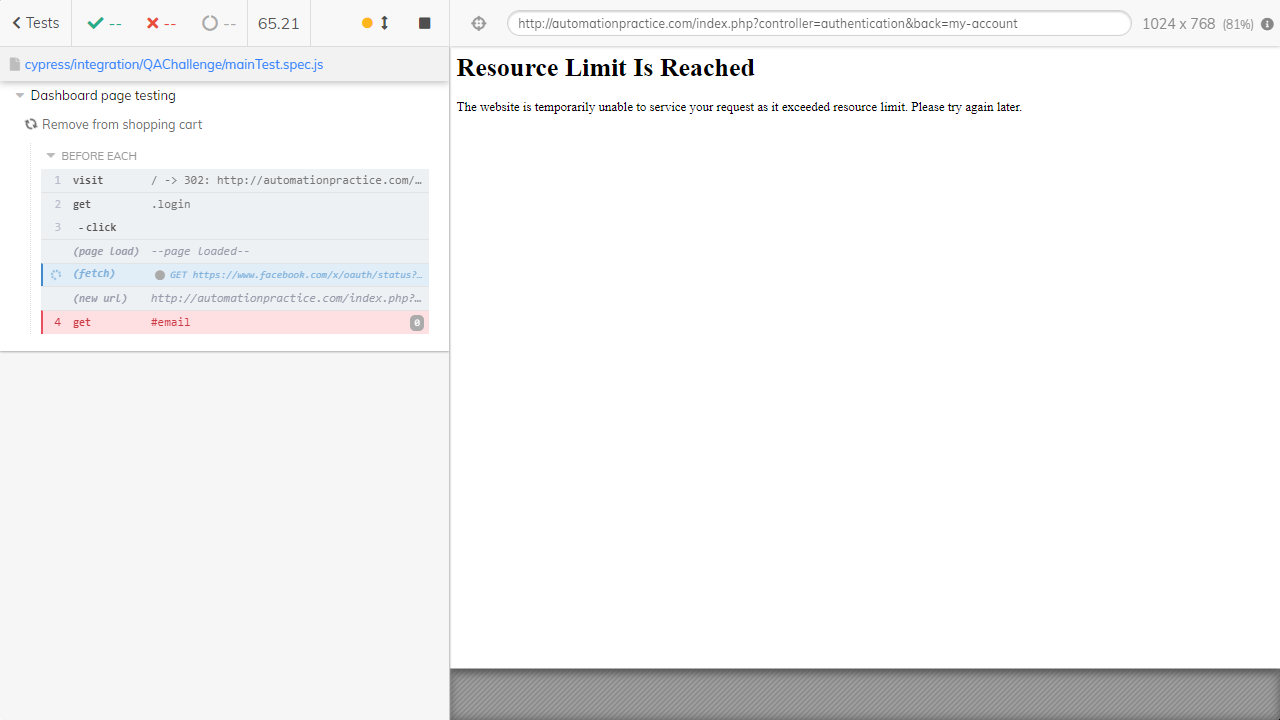 Tests -- -- -- 65.21
cypress/integration/QAChallenge/mainTest.spec.js
Dashboard page testing
Remove from shopping cart
BEFORE EACH
1 visit / -> 302: http://automationpractice.com/…
2 get .login
3 -click
(page load) --page loaded--
(fetch) GET https://www.facebook.com/x/oauth/status?…
(new url) http://automationpractice.com/index.php?…
4 get #email 0
http://automationpractice.com/index.php?controller=authentication&back=my-account 1024 x 768 (81%)
Resource Limit Is Reached
The website is temporarily unable to service your request as it exceeded resource limit. Please try again later.